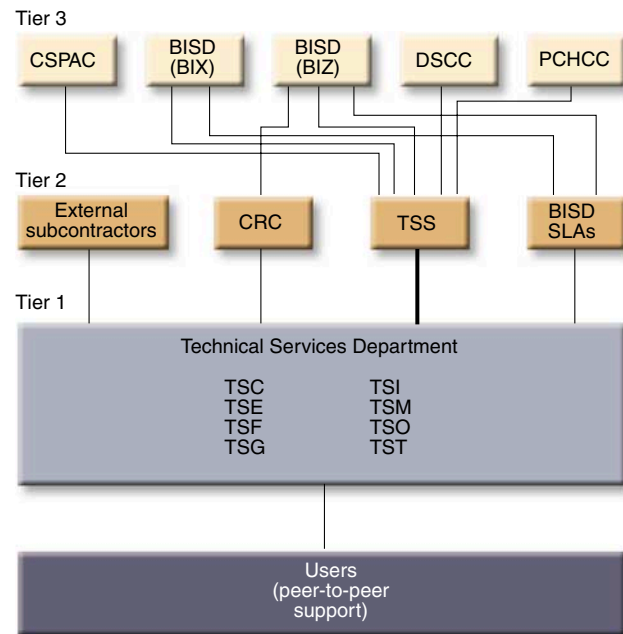 Tier 3
CSPAC
BISD
(BIX)
BISD
(BIZ)
DSCC
PCHCC
Tier 2
External
subcontractors
CRC
TSS
BISD
SLAs
Tier 1
Technical Services Department
TSC
TSE
TSF
TSG
TSI
TSM
TSO
TST
Users
(peer-to-peer
support)